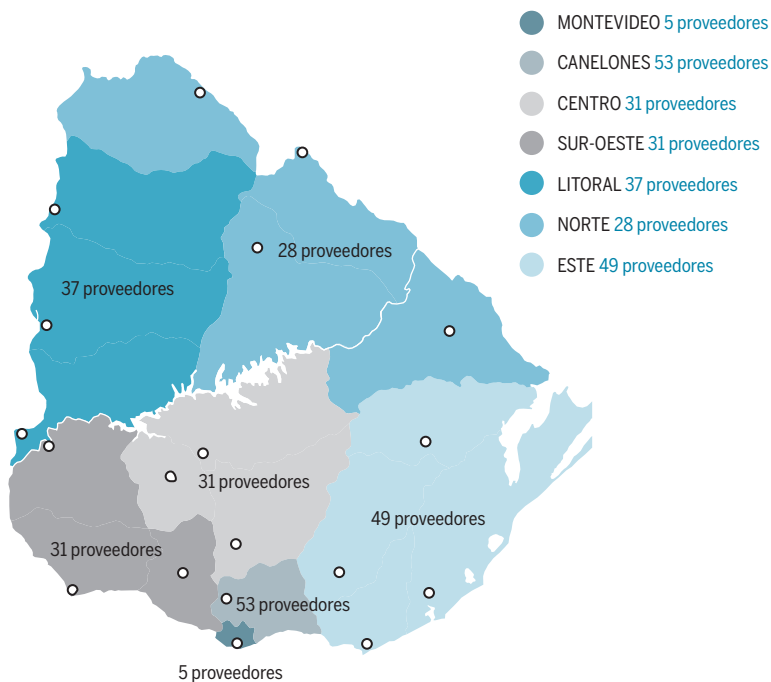 MONTEVIDEO 5 proveedores
CANELONES 53 proveedores
CENTRO 31 proveedores
SUR-OESTE 31 proveedores
LITORAL 37 proveedores
NORTE 28 proveedores
ESTE 49 proveedores
28 proveedores
37 proveedores
31 proveedores
49 proveedores
31 proveedores
53 proveedores
5 proveedores